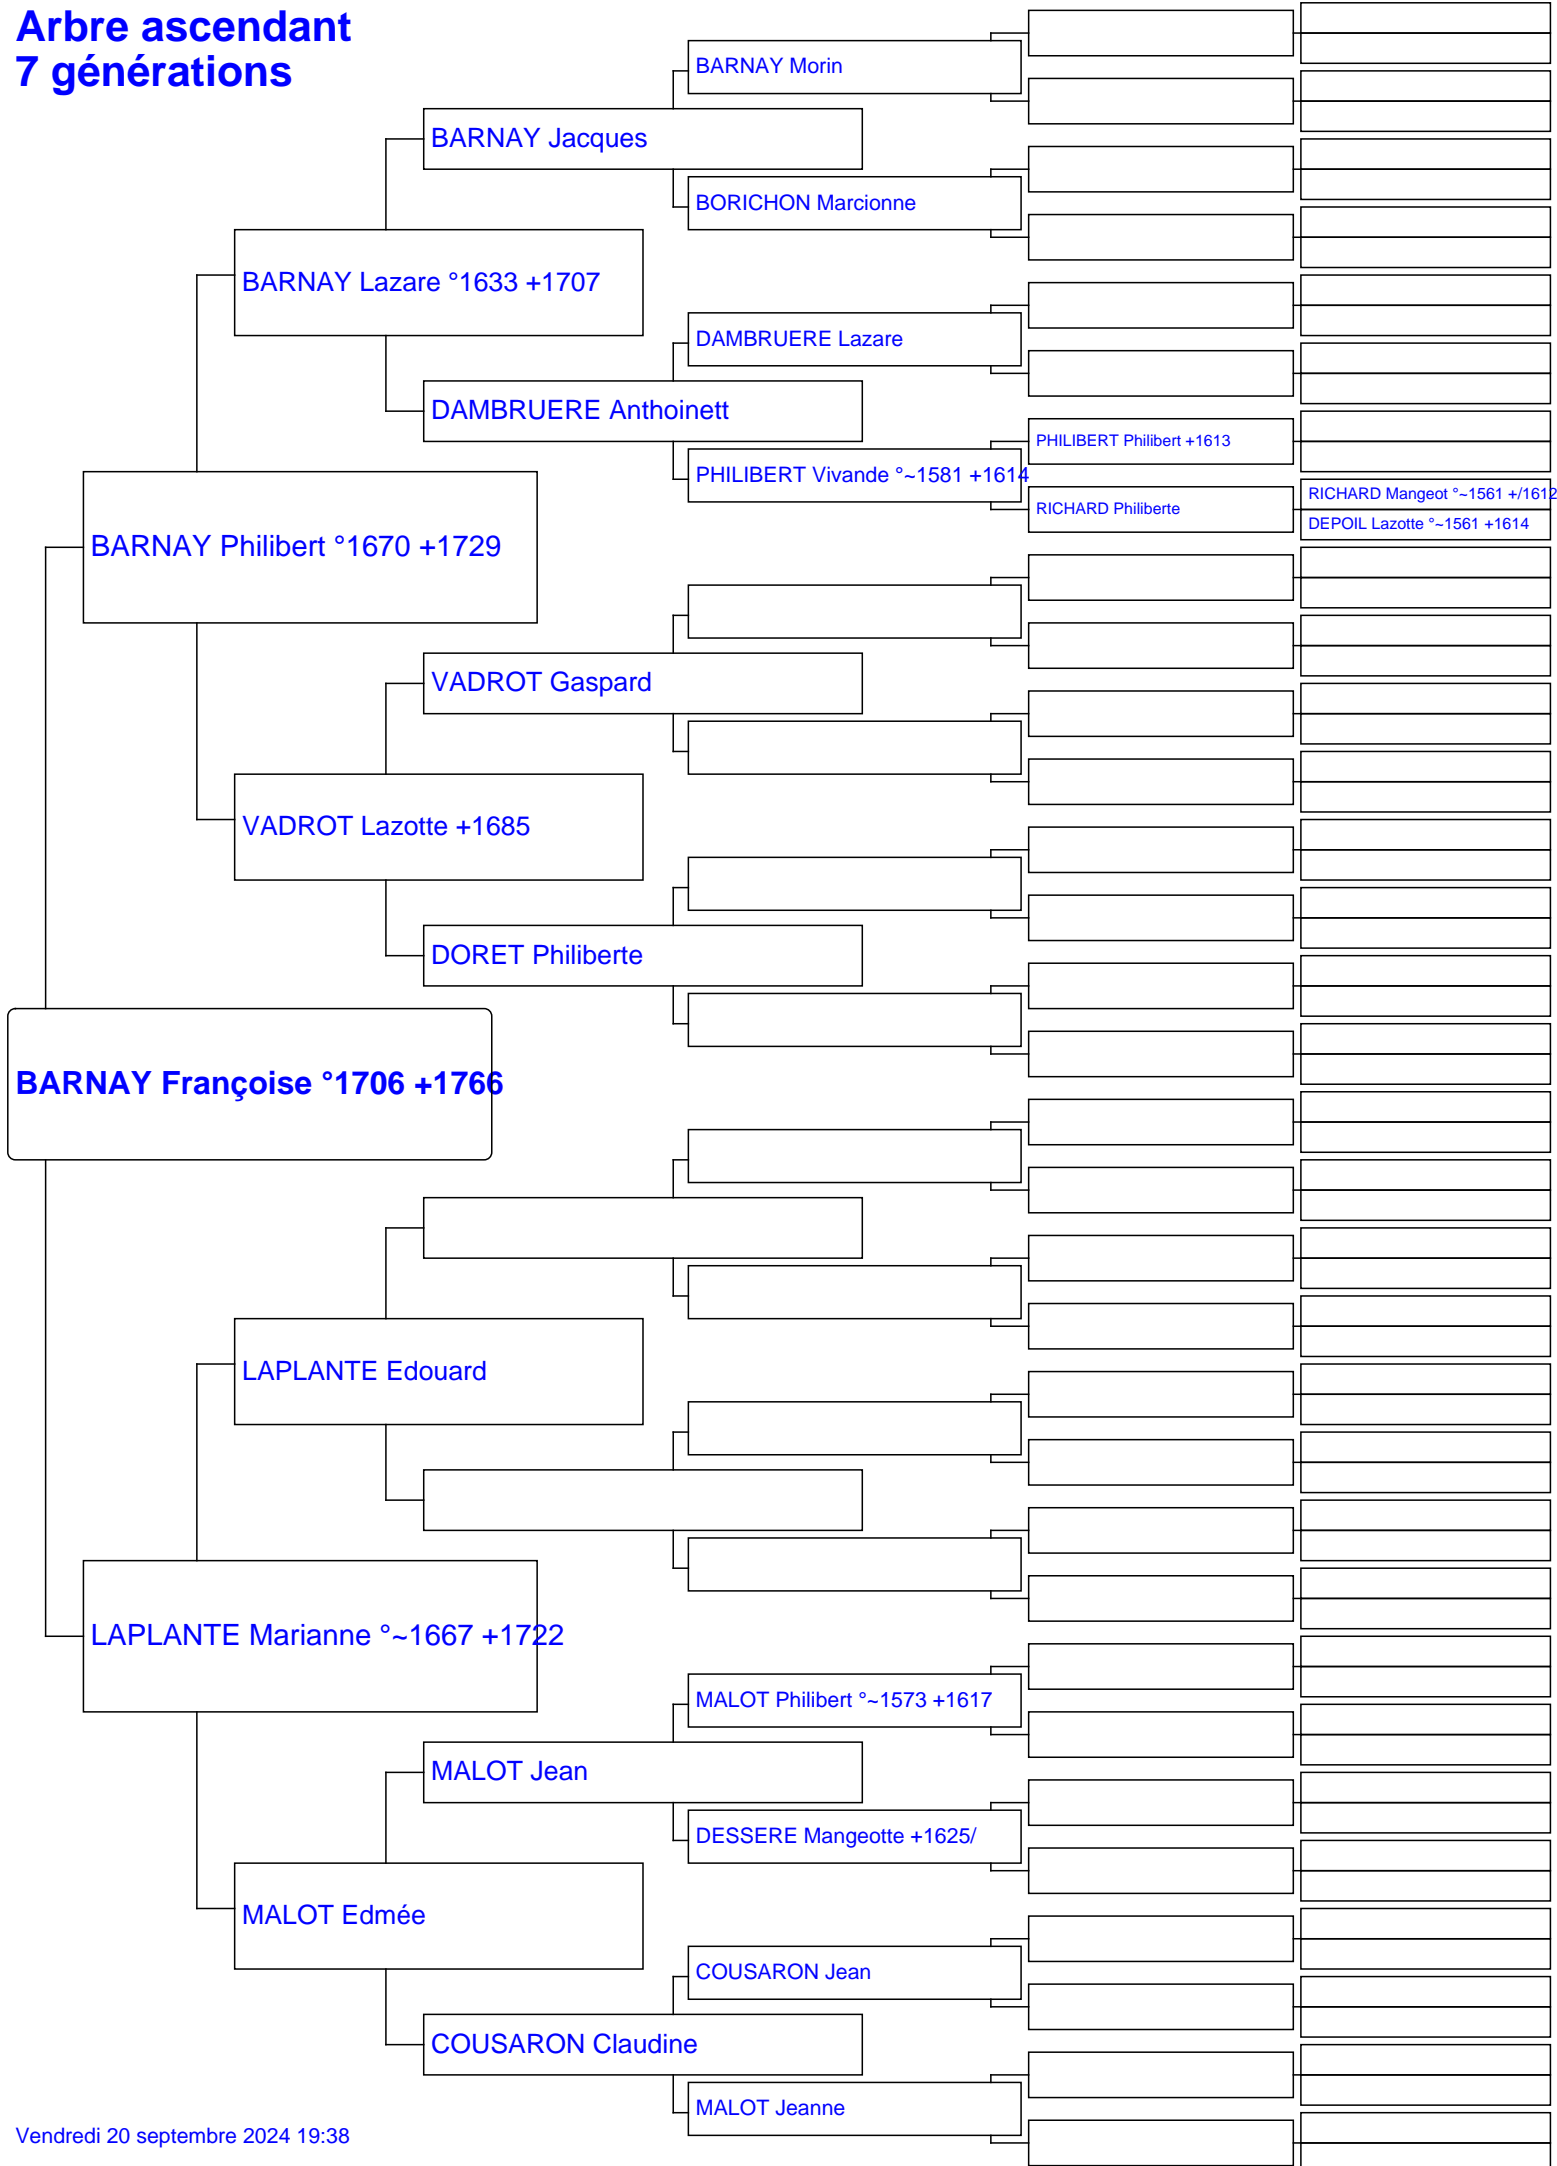 Arbre ascendant
7 générations
BARNAY Morin
BARNAY Jacques
BORICHON Marcionne
BARNAY Lazare °1633 +1707
DAMBRUERE Lazare
DAMBRUERE Anthoinett
PHILIBERT Philibert +1613
PHILIBERT Vivande °~1581 +1614
RICHARD Mangeot °~1561 +/1612
RICHARD Philiberte
DEPOIL Lazotte °~1561 +1614
BARNAY Philibert °1670 +1729
VADROT Gaspard
VADROT Lazotte +1685
DORET Philiberte
BARNAY Françoise °1706 +1766
LAPLANTE Edouard
LAPLANTE Marianne °~1667 +1722
MALOT Philibert °~1573 +1617
MALOT Jean
DESSERE Mangeotte +1625/
MALOT Edmée
COUSARON Jean
COUSARON Claudine
MALOT Jeanne
Vendredi 20 septembre 2024 19:38